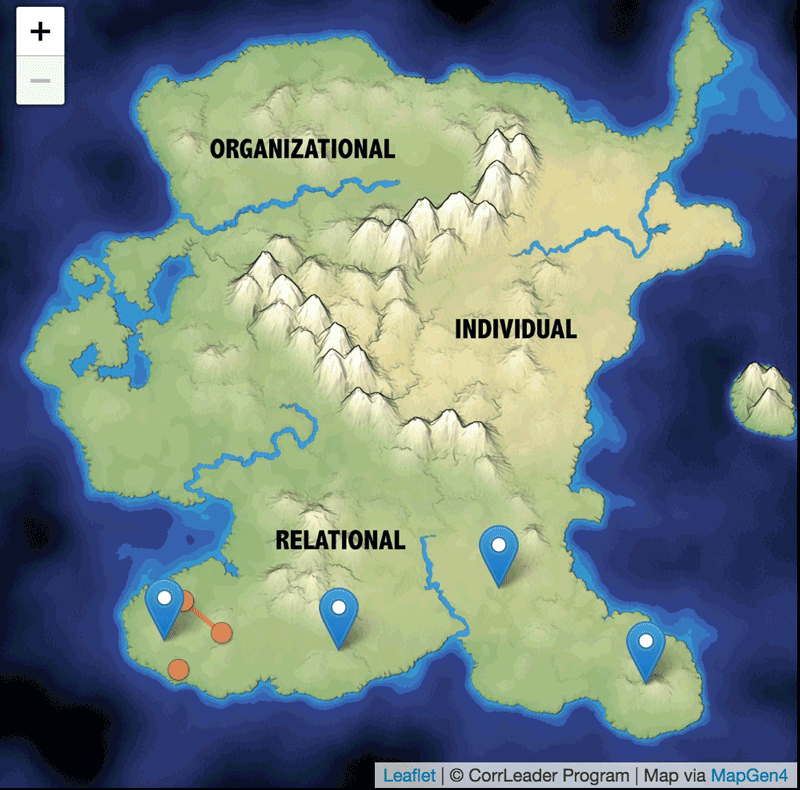 +
−
ORGANIZATIONAL
INDIVIDUAL
RELATIONAL
Leaflet | © CorrLeader Program | Map via MapGen4